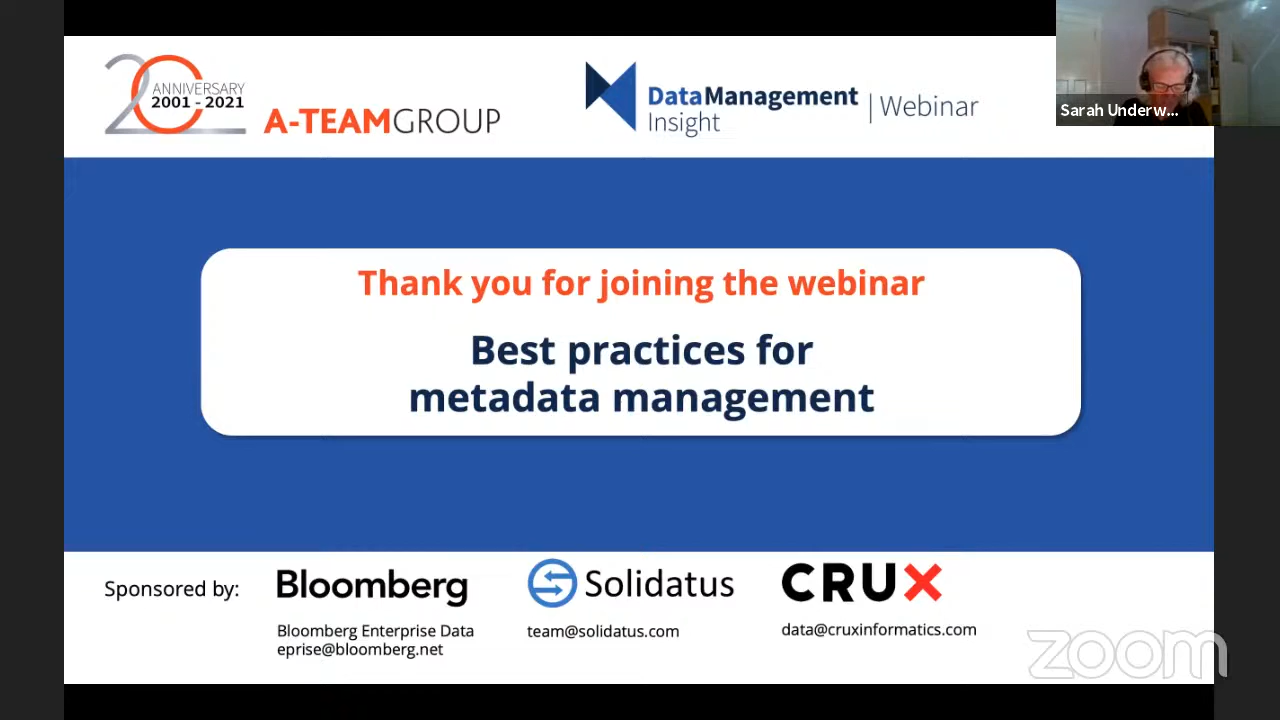 20 ANNIVERSARY
2001 - 2021
A-TEAMGROUP
DataManagement
Insight
| Webinar
Sarah Underw...
Thank you for joining the webinar
Best practices for
metadata management
Sponsored by:
Bloomberg
Bloomberg Enterprise Data
eprise@bloomberg.net
Solidatus
team@solidatus.com
CRUX
data@cruxinformatics.com
zoom